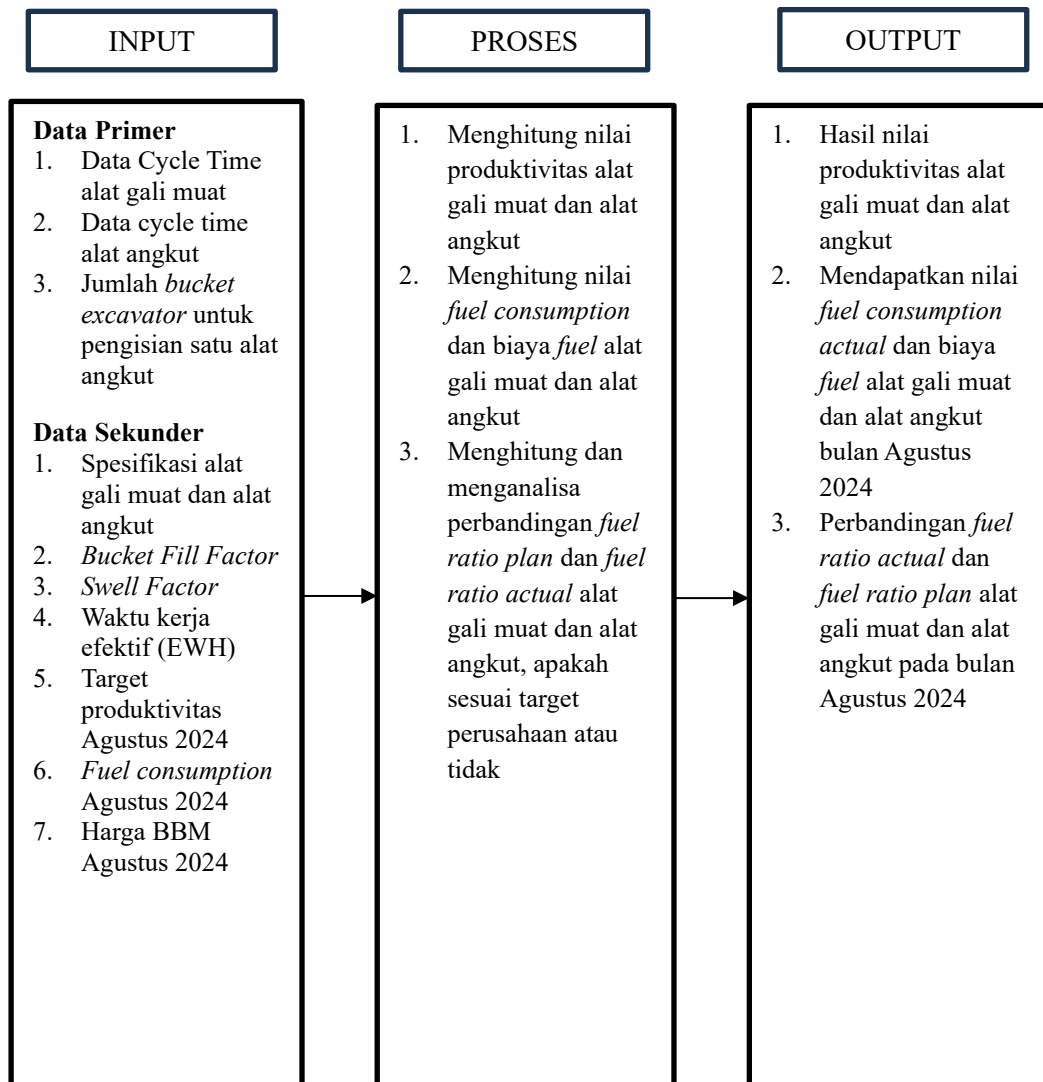 INPUT
Data Primer
1. Data Cycle Time
alat gali muat
2. Data cycle time
alat angkut
3. Jumlah bucket
excavator untuk
pengisian satu alat
angkut
Data Sekunder
1. Spesifikasi alat
gali muat dan alat
angkut
2. Bucket Fill Factor
3. Swell Factor
4. Waktu kerja
efektif (EWH)
5. Target
produktivitas
Agustus 2024
6. Fuel consumption
Agustus 2024
7. Harga BBM
Agustus 2024
PROSES
1. Menghitung nilai
produktivitas alat
gali muat dan alat
angkut
2. Menghitung nilai
fuel consumption
dan biaya fuel alat
gali muat dan alat
angkut
3. Menghitung dan
menganalisa
perbandingan fuel
ratio plan dan fuel
ratio actual alat
gali muat dan alat
angkut, apakah
sesuai target
perusahaan atau
tidak
OUTPUT
1. Hasil nilai
produktivitas alat
gali muat dan alat
angkut
2. Mendapatkan nilai
fuel consumption
actual dan biaya
fuel alat gali muat
dan alat angkut
bulan Agustus
2024
3. Perbandingan fuel
ratio actual dan
fuel ratio plan alat
gali muat dan alat
angkut pada bulan
Agustus 2024